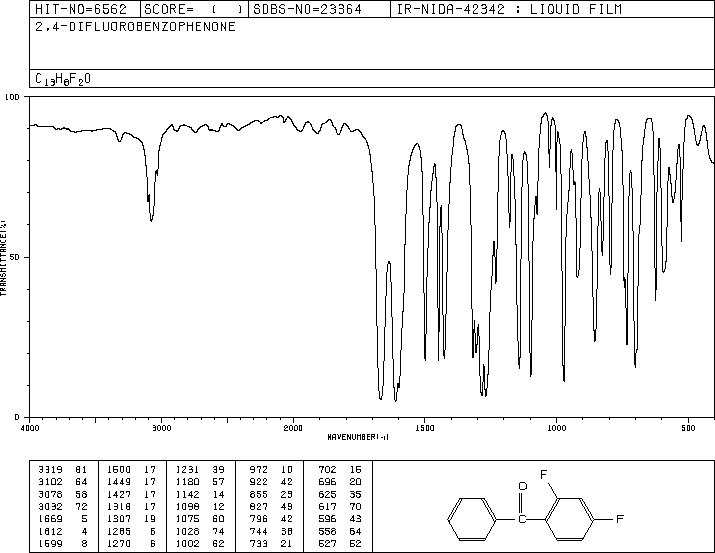 HIT-NO=6562 SCORE= ( ) SDBS-NO=23364 IR-NIDA-42342 : LIQUID FILM
2,4-DIFLUOROBENZOPHENONE
C13H8F2O
100
50
0
TRANSMITTANCE(%)
4000 3000 2000 1500 1000 500
WAVENUMBER(-1)
3319 81 1500 17 1231 39 972 10 702 15
3102 64 1449 17 1180 57 922 42 696 20
3078 58 1427 17 1142 14 855 23 625 35
3032 72 1318 17 1098 12 827 49 617 70
1669 5 1307 19 1075 60 796 42 596 43
1612 4 1285 6 1028 74 744 38 558 64
1599 8 1270 6 1002 62 733 21 527 52
O
F
F